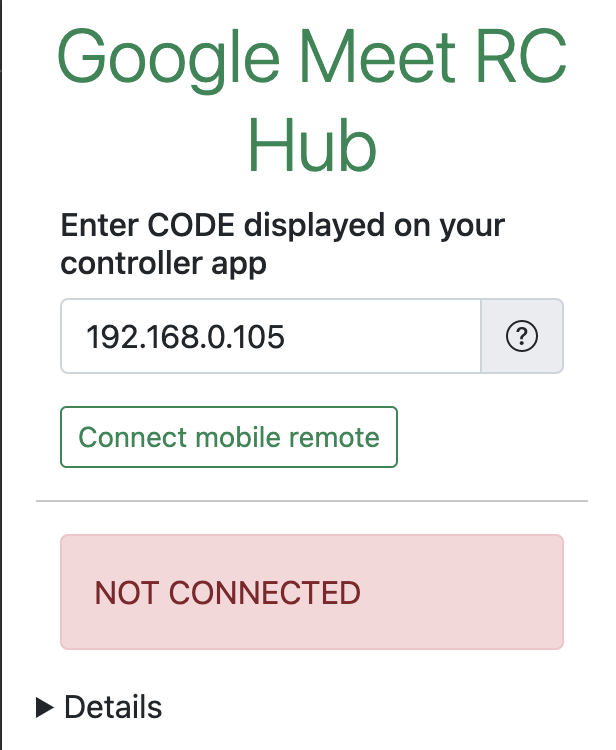 Google Meet RC
Hub
Enter CODE displayed on your
controller app
192.168.0.105
?
Connect mobile remote
NOT CONNECTED
Details